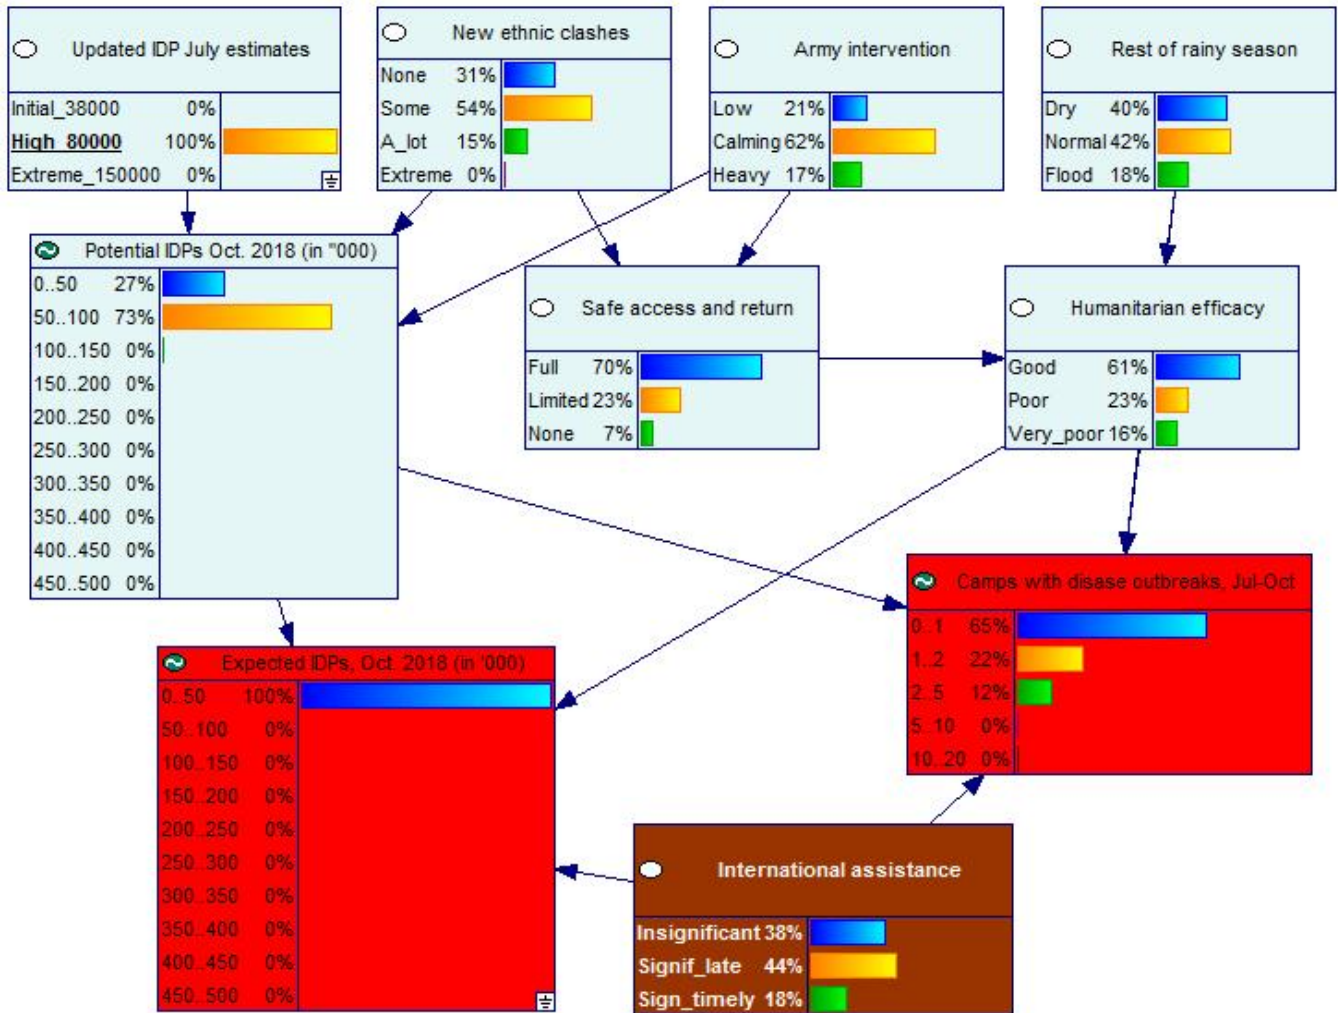 Updated IDP July estimates
Initial_38000 0%
High_80000 100%
Extreme_150000 0%
New ethnic clashes
None 31%
Some 54%
A_lot 15%
Extreme 0%
Army intervention
Low 21%
Calming 62%
Heavy 17%
Rest of rainy season
Dry 40%
Normal 42%
Flood 18%
Potential IDPs Oct. 2018 (in "000)
0..50 27%
50..100 73%
100..150 0%
150..200 0%
200..250 0%
250..300 0%
300..350 0%
350..400 0%
400..450 0%
450..500 0%
Safe access and return
Full 70%
Limited 23%
None 7%
Humanitarian efficacy
Good 61%
Poor 23%
Very_poor 16%
Camps with disase outbreaks, Jul-Oct
0..1 65%
1..2 22%
2..5 12%
5..10 0%
10..20 0%
Expected IDPs, Oct. 2018 (in '000)
0..50 100%
50..100 0%
100..150 0%
150..200 0%
200..250 0%
250..300 0%
300..350 0%
350..400 0%
400..450 0%
450..500 0%
International assistance
Insignificant 38%
Signif_late 44%
Sign_timely 18%